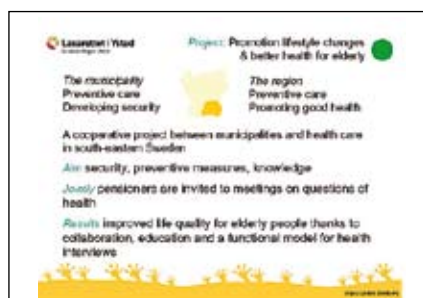 Lasarettet i Ystad
Project: Promotion lifestyle changes
& better health for elderly
The municipality
Preventive care
Developing security
The region
Preventive care
Promoting good health
A cooperative project between municipalities and health care
in south-eastern Sweden
Aim security, preventive measures, knowledge
pensioners are invited to meetings on questions of
health
Results improved life quality for elderly people thanks to
collaboration, education and a functional model for health
interviews